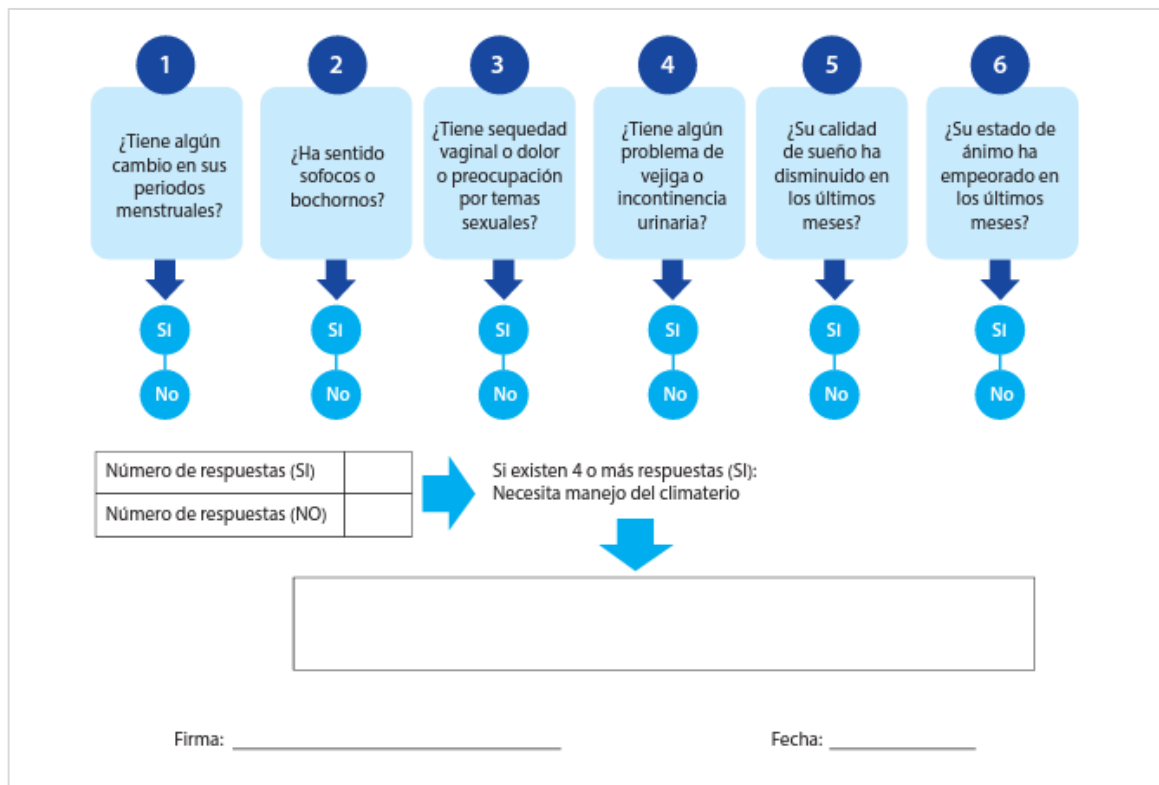 1
¿Tiene algún
cambio en sus
periodos
menstruales?
SI
No
2
¿Ha sentido
sofocos o
bochornos?
SI
No
3
¿Tiene sequedad
vaginal o dolor
o preocupación
por temas
sexuales?
SI
No
4
¿Tiene algún
problema de
vejiga o
incontinencia
urinaria?
SI
No
5
¿Su calidad
de sueño ha
disminuido en
los últimos
meses?
SI
No
6
¿Su estado de
ánimo ha
empeorado en
los últimos
meses?
SI
No
Número de respuestas (SI)
Número de respuestas (NO)
Si existen 4 o más respuestas (SI):
Necesita manejo del climaterio
Firma:
Fecha: